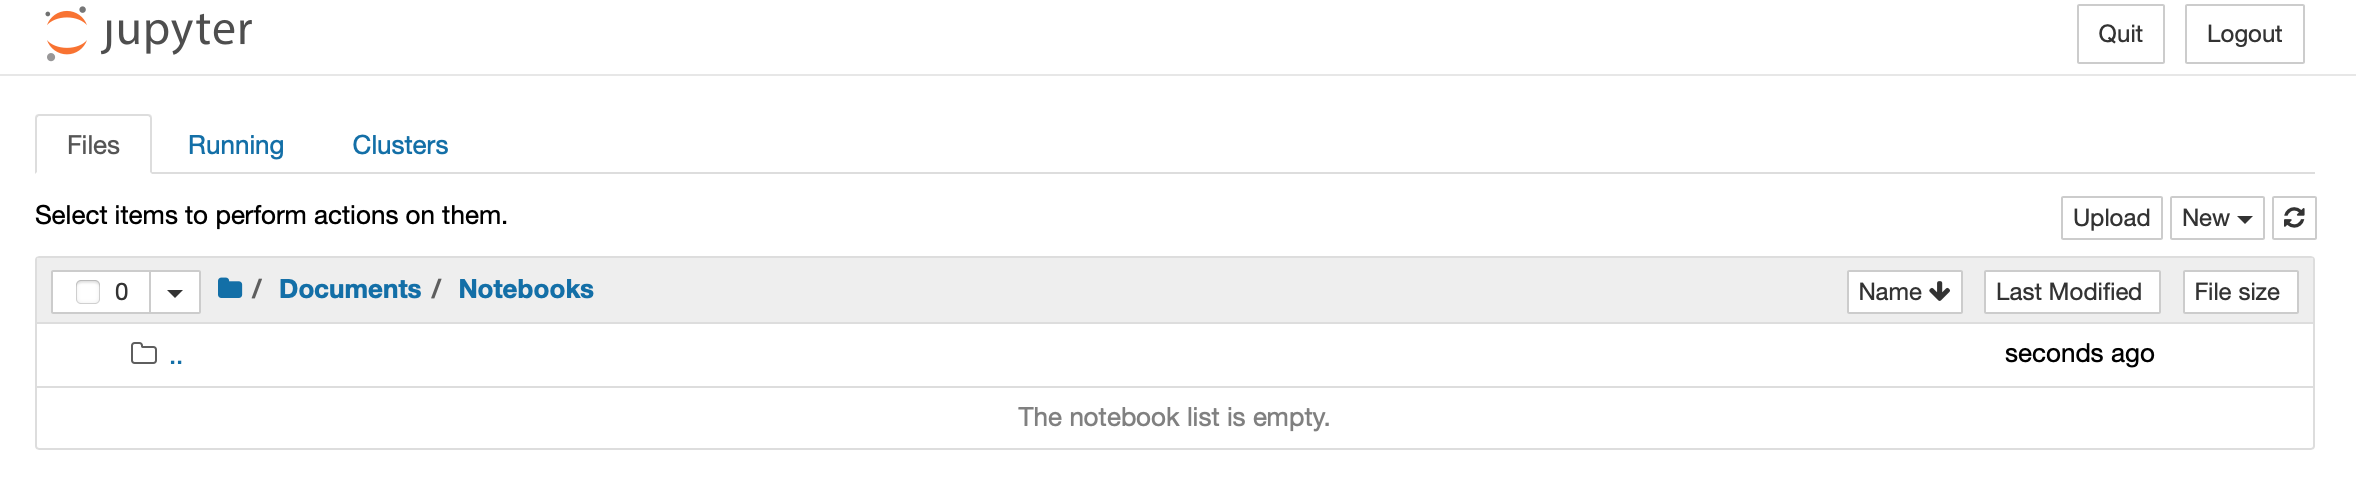 jupyter Quit Logout
Files Running Clusters
Select items to perform actions on them. Upload New
0 / Documents / Notebooks Name Last Modified File size
.. seconds ago
The notebook list is empty.